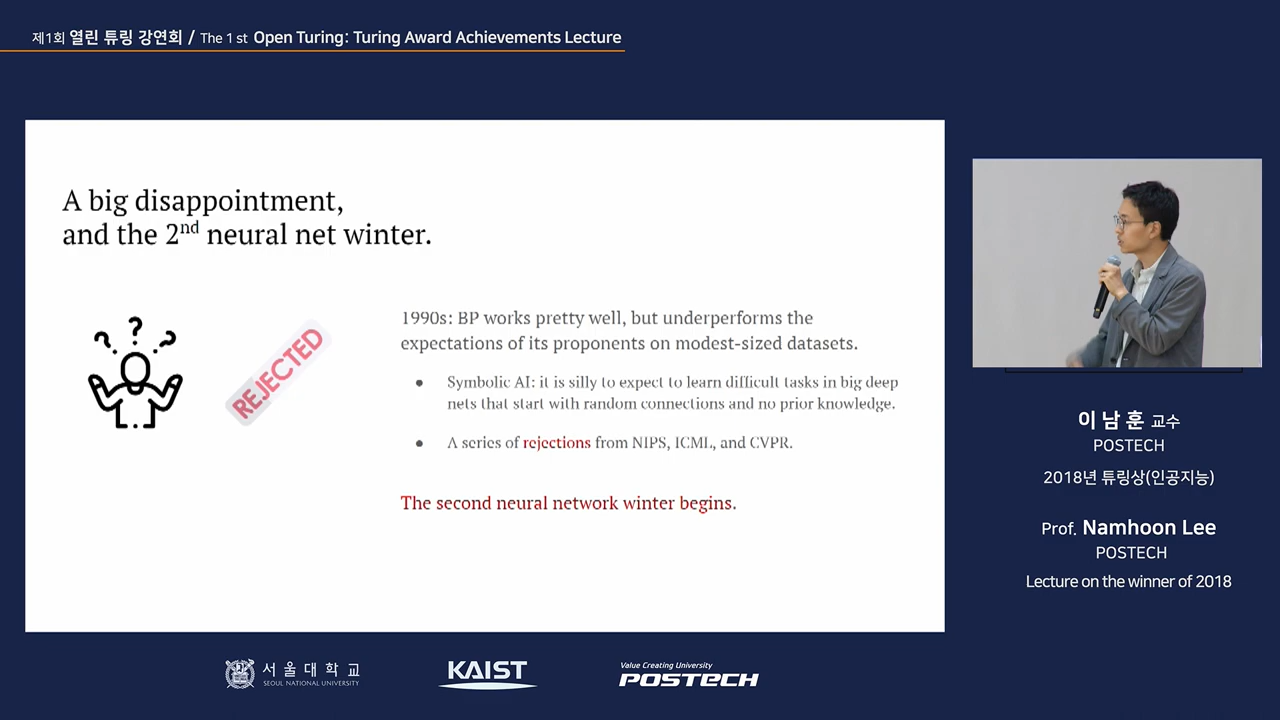 제1회 열린 튜링 강연회 / The 1 st Open Turing: Turing Award Achievements Lecture
A big disappointment,
and the 2nd neural net winter.
REJECTED
1990s: BP works pretty well, but underperforms the
expectations of its proponents on modest-sized datasets.
● Symbolic AI: it is silly to expect to learn difficult tasks in big deep
nets that start with random connections and no prior knowledge.
● A series of rejections from NIPS, ICML, and CVPR.
The second neural network winter begins.
이 남 훈 교수
POSTECH
2018년 튜링상(인공지능)
Prof. Namhoon Lee
POSTECH
Lecture on the winner of 2018
서울대학교
SEOUL NATIONAL UNIVERSITY
KAIST
Value Creating University
POSTECH